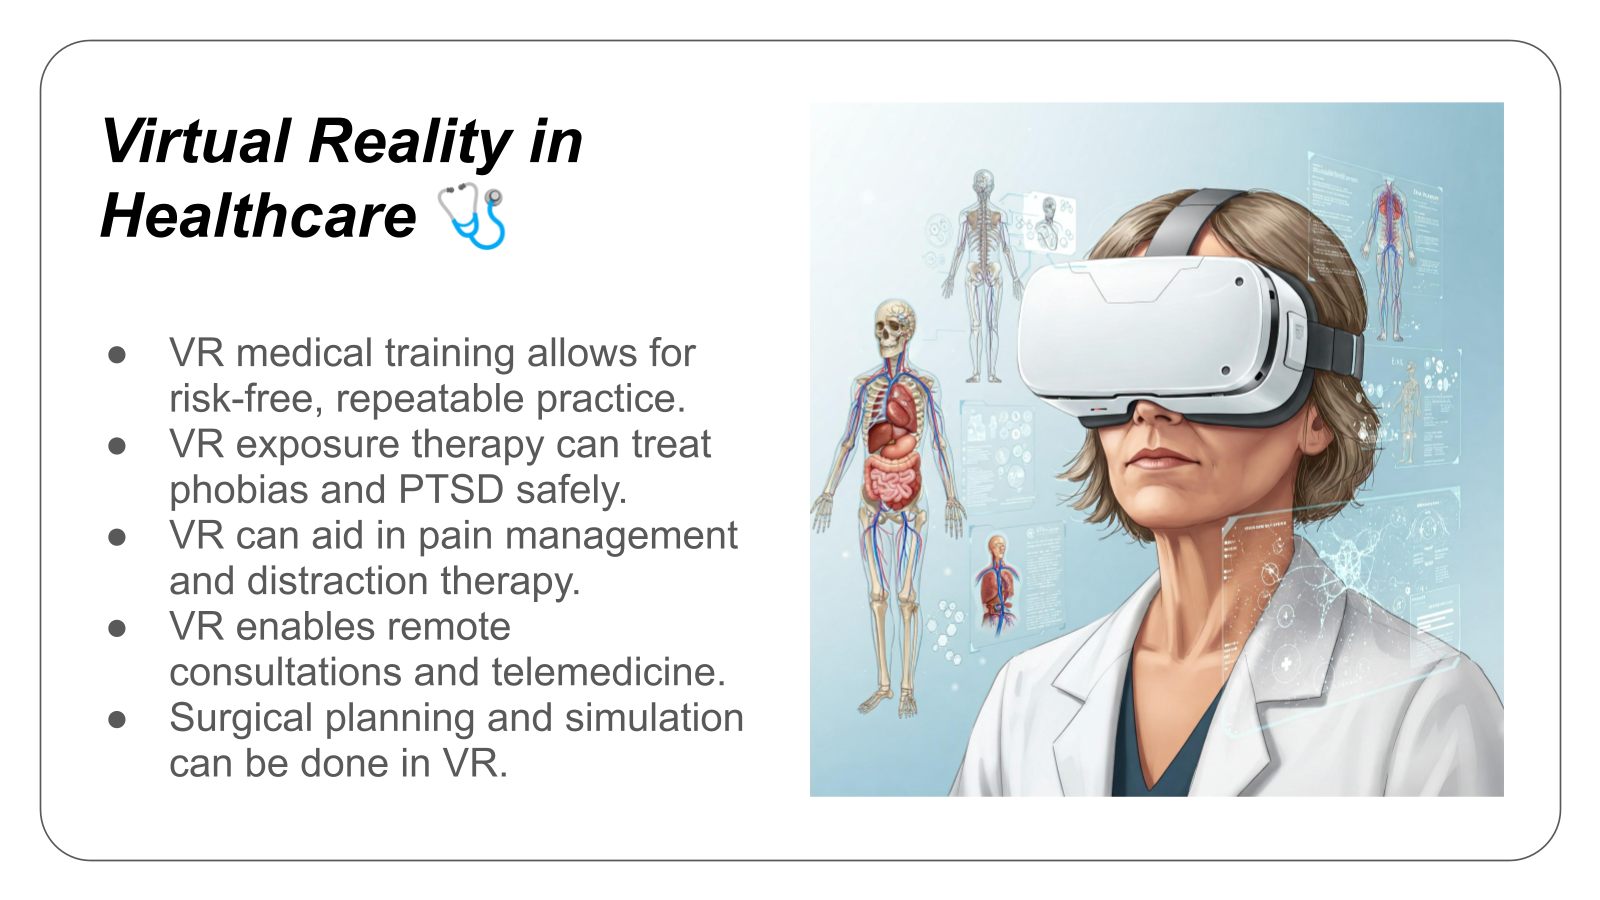 Virtual Reality in
Healthcare 🩺
● VR medical training allows for
risk-free, repeatable practice.
● VR exposure therapy can treat
phobias and PTSD safely.
● VR can aid in pain management
and distraction therapy.
● VR enables remote
consultations and telemedicine.
● Surgical planning and simulation
can be done in VR.